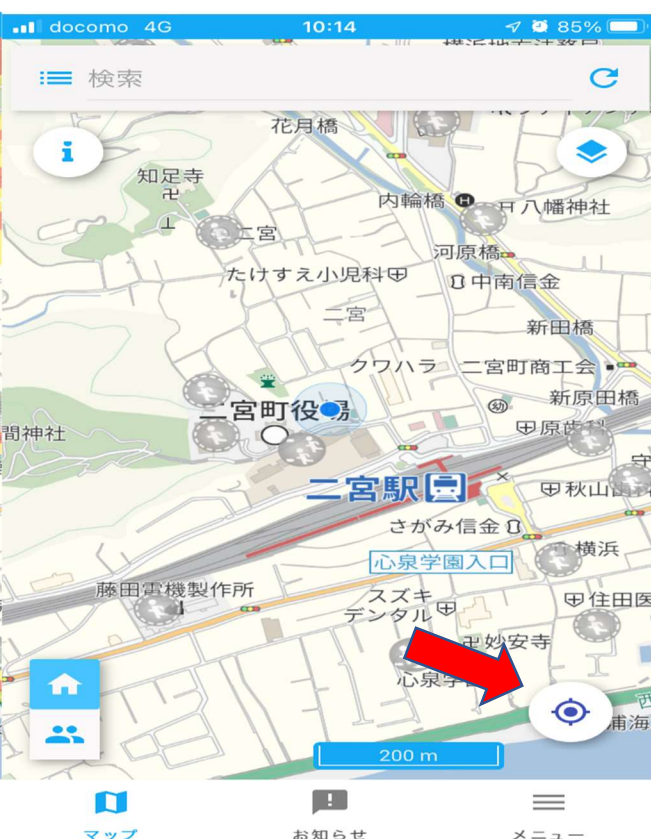 docomo 4G 10:14 85%
検索
花月橋
知足寺
内輪橋
八幡神社
二宮
河原橋
たけすえ小児科
中南信金
二宮
新田橋
クワハラ
二宮町商工会
幼
新原田橋
二宮町役場
間神社
原歯科
二宮駅
秋山
さがみ信金
心泉学園入口
横浜
藤田電機製作所
スズキ
デンタル
住田医
妙安寺
心泉学
西
浦海
200 m
マップ
お知らせ
メニュー